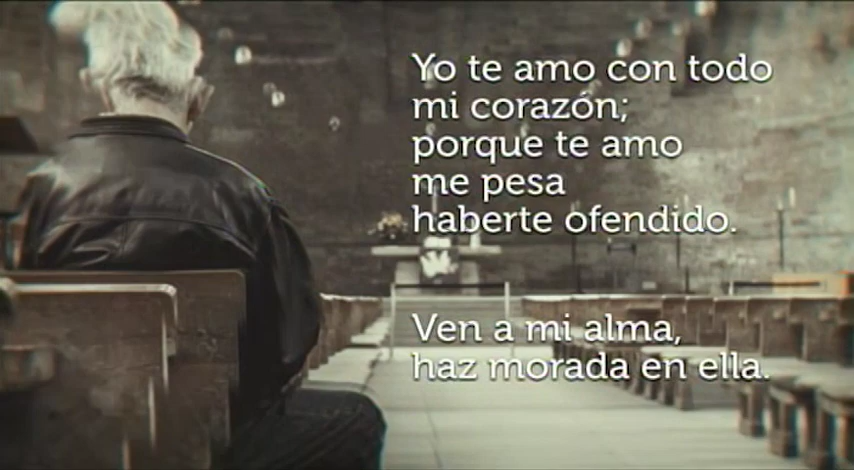 Yo te amo con todo
mi corazón;
porque te amo
me pesa
haberte ofendido.
Ven a mi alma,
haz morada en ella.